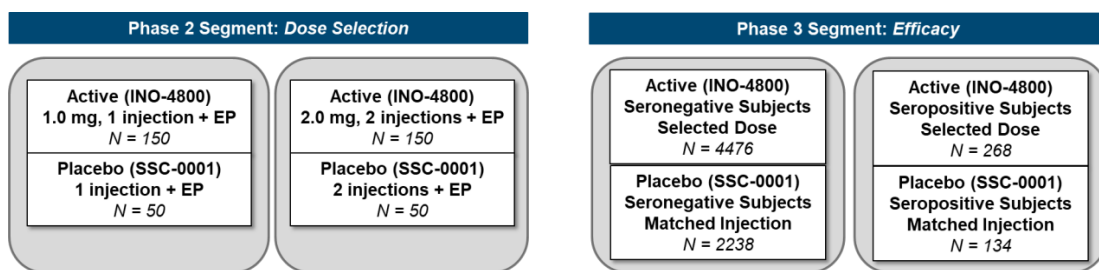 Phase 2 Segment: Dose Selection
Active (INO-4800)
1.0 mg, 1 injection + EP
N = 150
Placebo (SSC-0001)
1 injection + EP
N = 50
Active (INO-4800)
2.0 mg, 2 injections + EP
N = 150
Placebo (SSC-0001)
2 injections + EP
N = 50
Phase 3 Segment: Efficacy
Active (INO-4800)
Seronegative Subjects
Selected Dose
N = 4476
Placebo (SSC-0001)
Seronegative Subjects
Matched Injection
N = 2238
Active (INO-4800)
Seropositive Subjects
Selected Dose
N = 268
Placebo (SSC-0001)
Seropositive Subjects
Matched Injection
N = 134